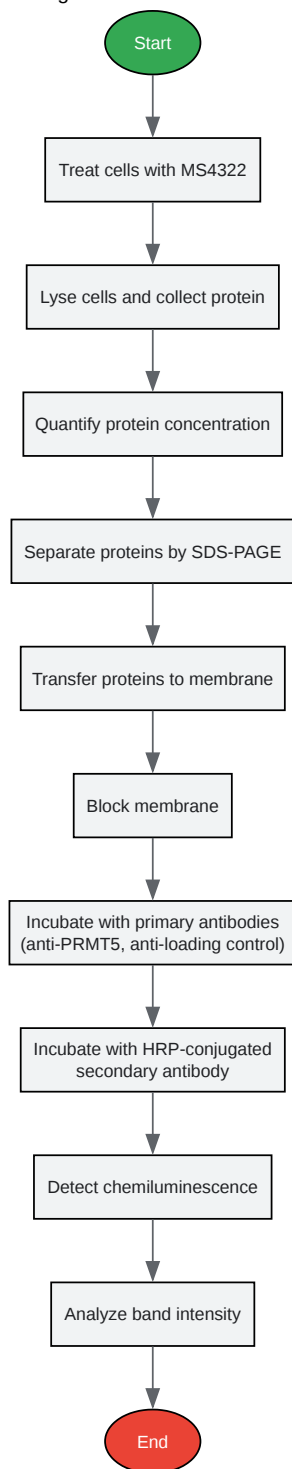 Start
Treat cells with MS4322
Lyse cells and collect protein
Quantify protein concentration
Separate proteins by SDS-PAGE
Transfer proteins to membrane
Block membrane
Incubate with primary antibodies
(anti-PRMT5, anti-loading control)
Incubate with HRP-conjugated
secondary antibody
Detect chemiluminescence
Analyze band intensity
End